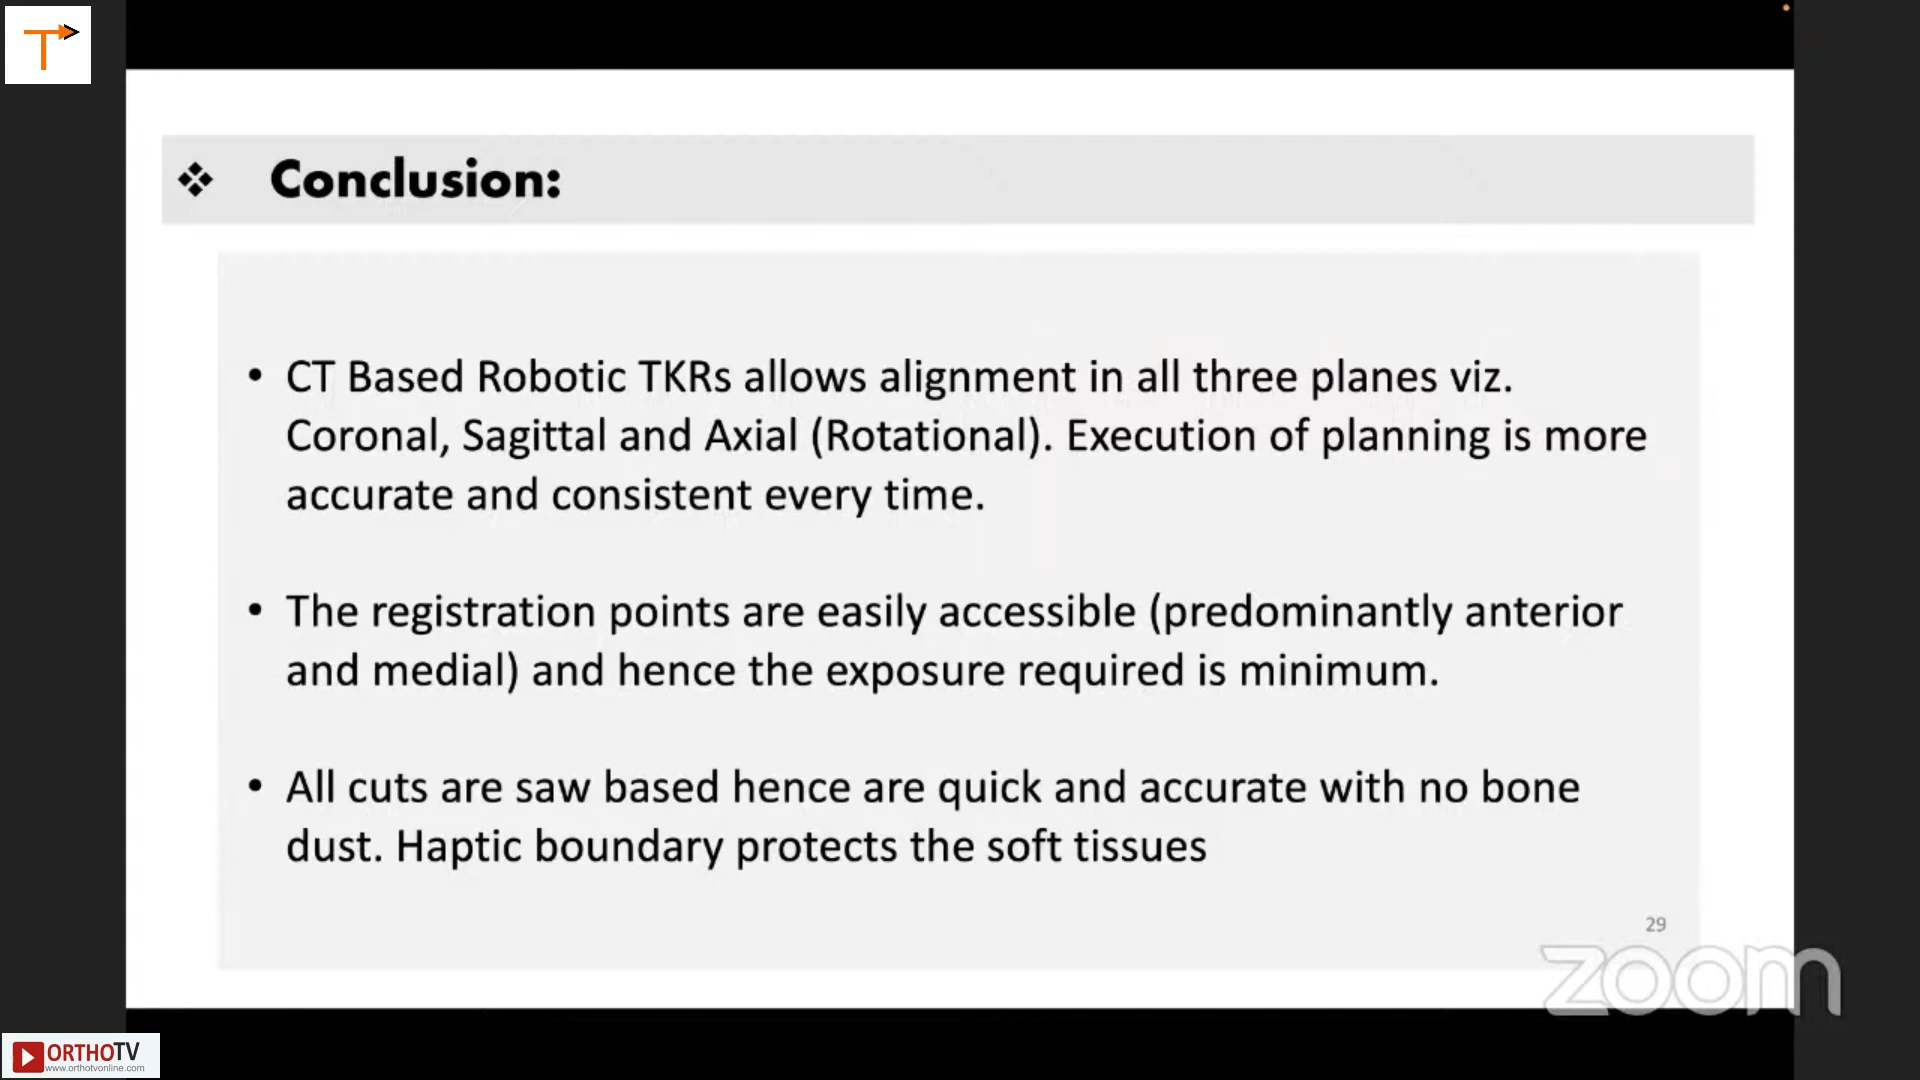 T
❖ Conclusion:
• CT Based Robotic TKRs allows alignment in all three planes viz.
Coronal, Sagittal and Axial (Rotational). Execution of planning is more
accurate and consistent every time.
• The registration points are easily accessible (predominantly anterior
and medial) and hence the exposure required is minimum.
• All cuts are saw based hence are quick and accurate with no bone
dust. Haptic boundary protects the soft tissues
29
zoom
ORTHOTV
www.orthotvonline.com